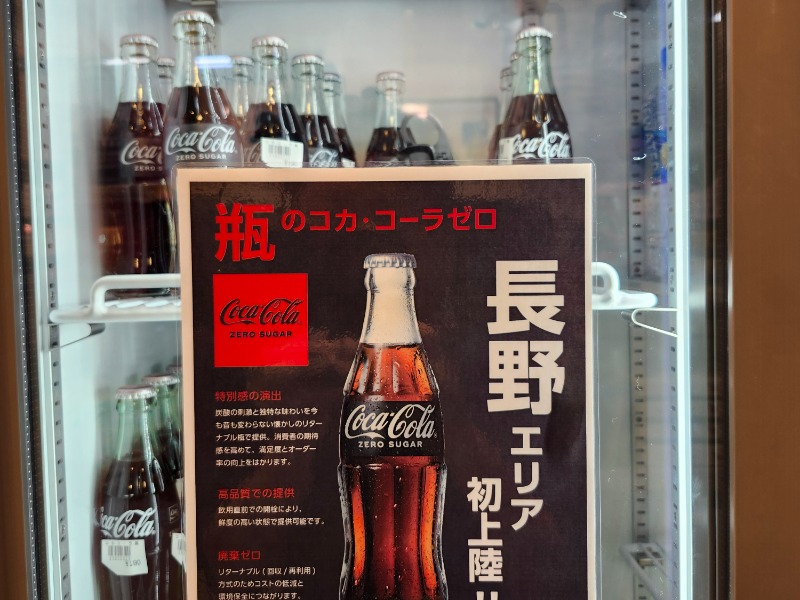 Coca-Cola
ZERO SUGAR
Coca-Cola
瓶のコカ・コーラゼロ
Coca-Cola
ZERO SUGAR
長野エリア
初上陸!!
特別感の演出
炭酸の刺激と独特な味わいを今
も昔も変わらない懐かしのリター
ナブル瓶で提供、消費者の期待
感を高めて、満足度とオーダー
率の向上をはかります。
Coca-Cola
ZERO SUGAR
高品質での提供
飲用直前での開栓により、
鮮度の高い状態で提供可能です。
廃棄ゼロ
リターナブル(回収/再利用)
方式のためコストの低減と
環境保全につながります。
Coca-Cola